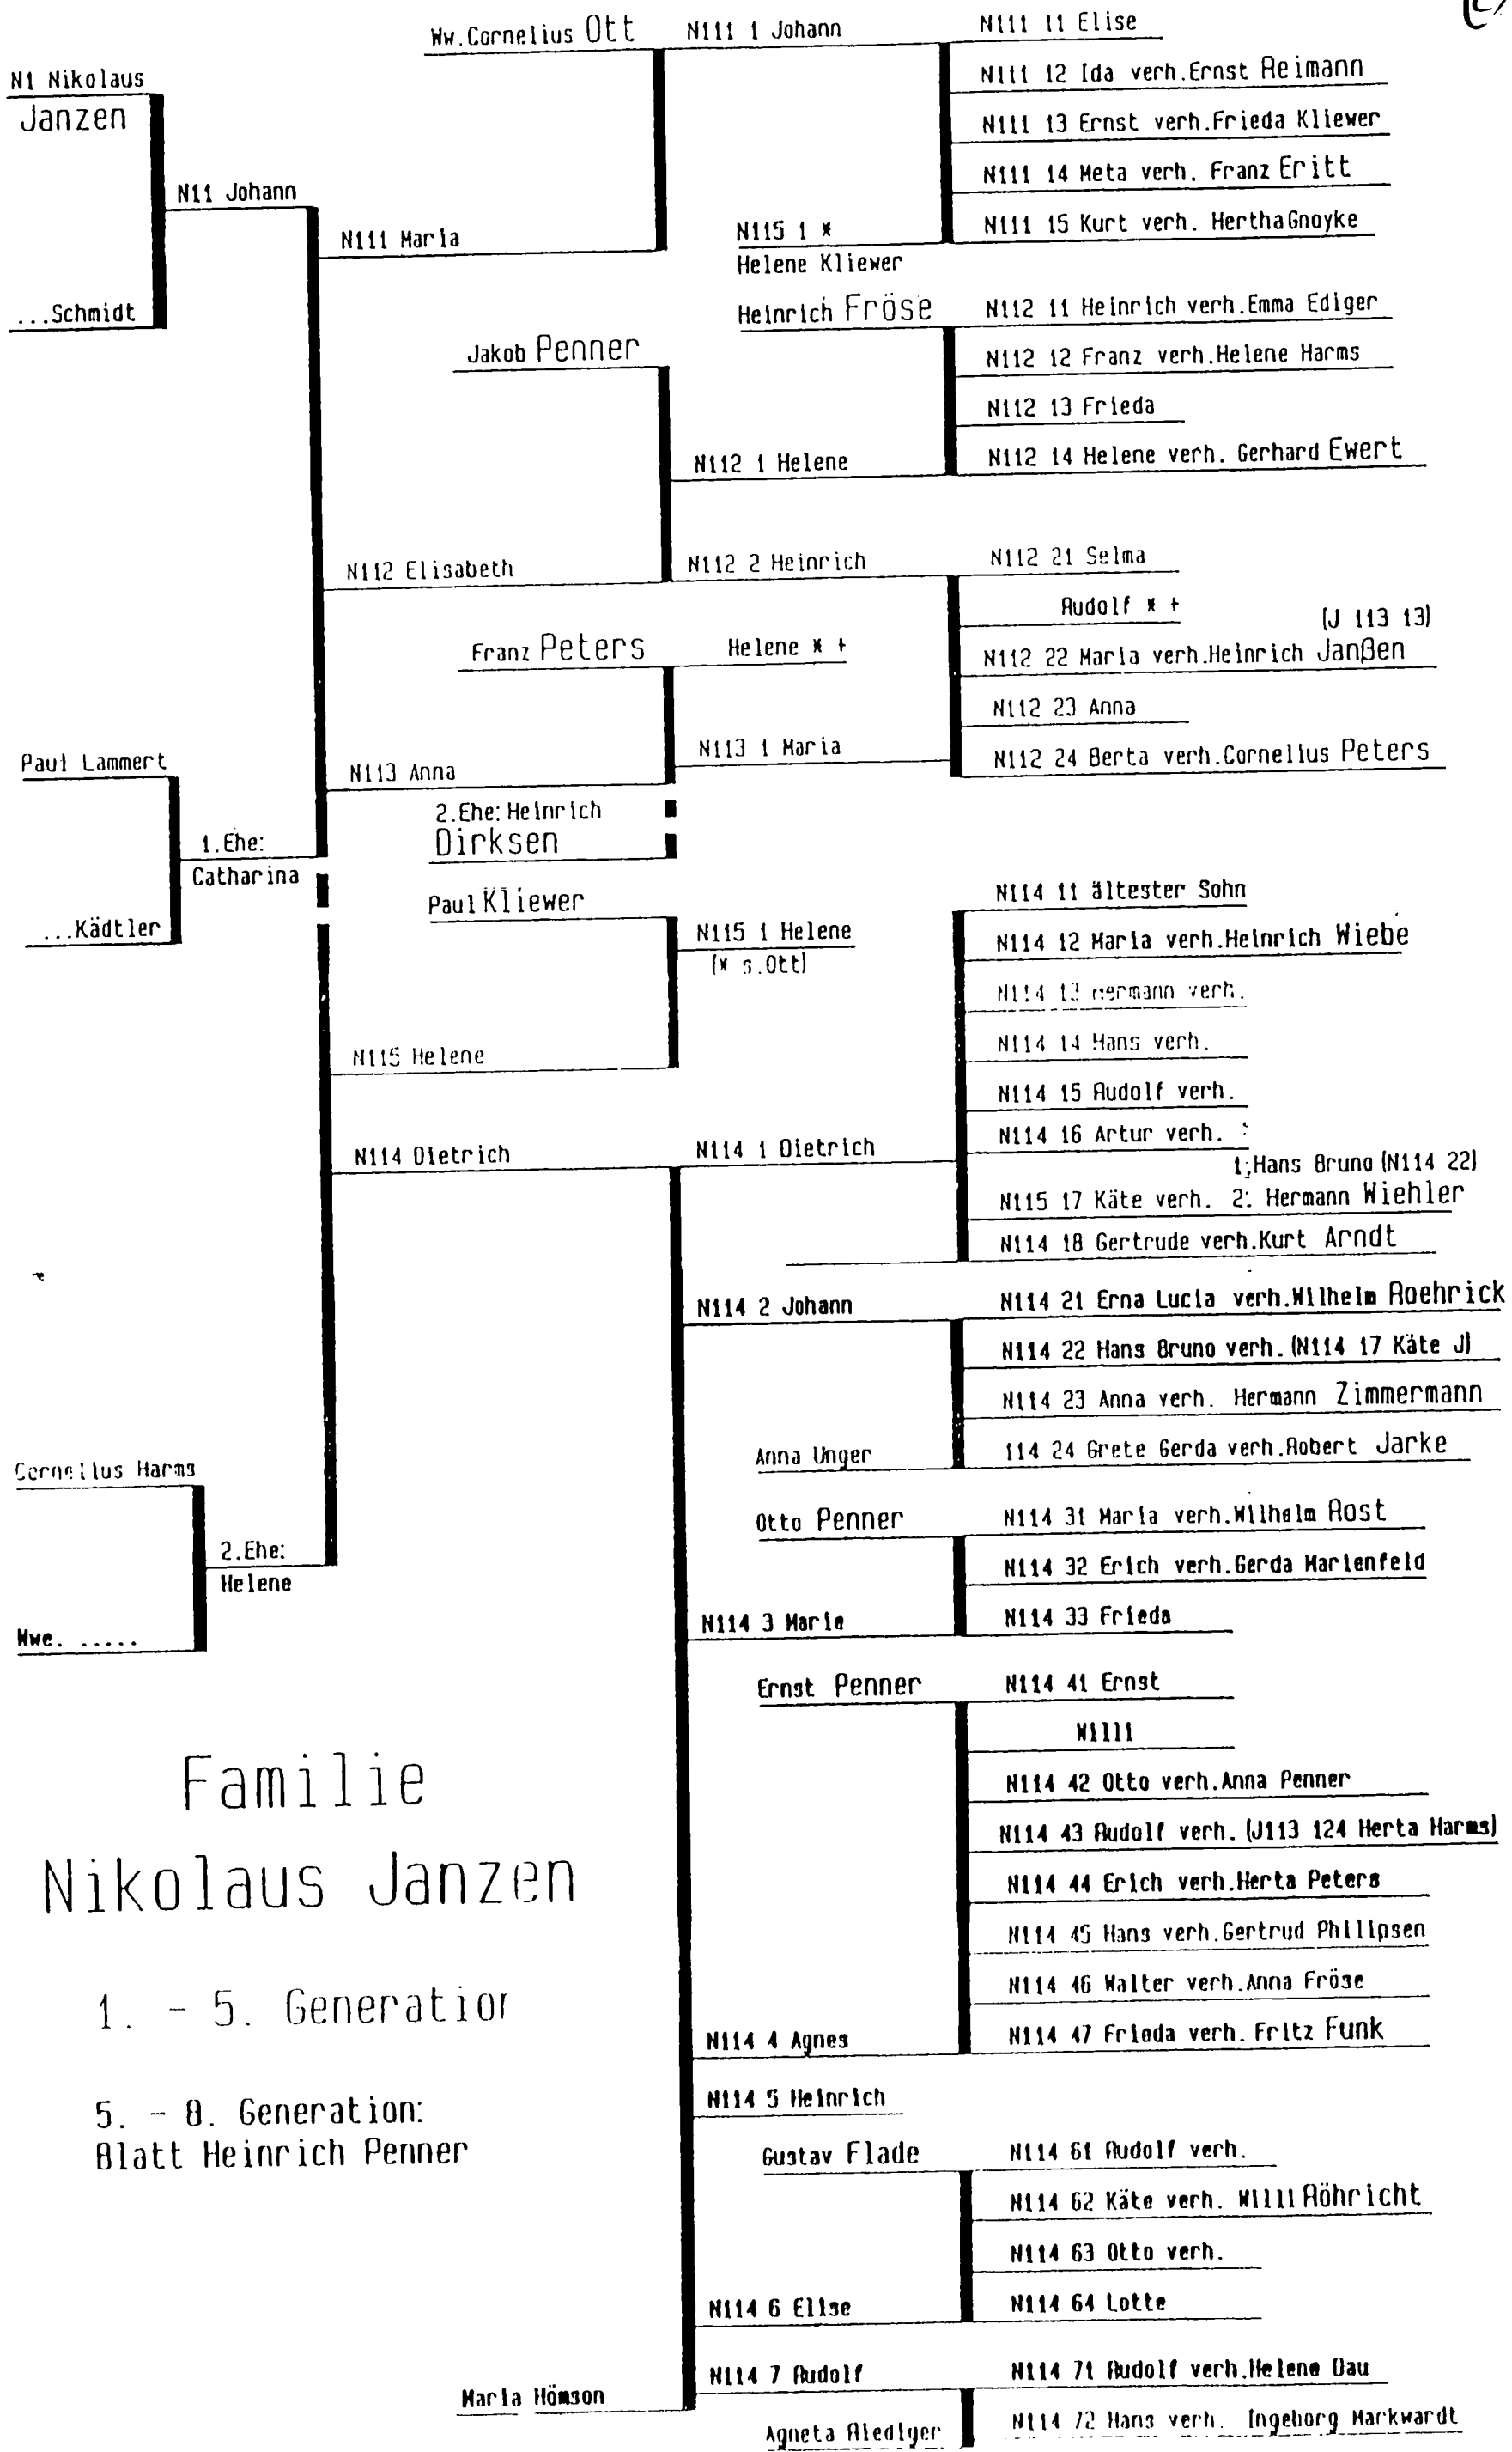 N1 Nikolaus
Janzen
...Schmidt
N11 Johann
Paul Lammert
...Kädtler
1.Ehe:
Catharina
Cornelius Harms
Wwe. .....
2.Ehe:
Helene
Ww.Cornelius Ott
N111 Maria
Jakob Penner
N112 Elisabeth
Franz Peters
N113 Anna
2.Ehe: Heinrich
Dirksen
Paul Kliewer
N115 Helene
N114 Dietrich
Maria Hömson
N111 1 Johann
N115 1 *
Helene Kliewer
Heinrich Fröse
N112 1 Helene
N112 2 Heinrich
Helene * +
N113 1 Maria
N115 1 Helene
(* s.Ott)
N114 1 Dietrich
N114 2 Johann
Anna Unger
Otto Penner
N114 3 Marie
Ernst Penner
N114 4 Agnes
N114 5 Heinrich
Gustav Flade
N114 6 Elise
N114 7 Rudolf
Agneta Riediger
N111 11 Elise
N111 12 Ida verh.Ernst Reimann
N111 13 Ernst verh.Frieda Kliewer
N111 14 Meta verh. Franz Eritt
N111 15 Kurt verh. Hertha Gnoyke
N112 11 Heinrich verh.Emma Ediger
N112 12 Franz verh.Helene Harms
N112 13 Frieda
N112 14 Helene verh. Gerhard Ewert
N112 21 Selma
Rudolf * +
(J 113 13)
N112 22 Maria verh.Heinrich Janßen
N112 23 Anna
N112 24 Berta verh.Cornelius Peters
N114 11 ältester Sohn
N114 12 Maria verh.Heinrich Wiebe
N114 13 Hermann verh.
N114 14 Hans verh.
N114 15 Rudolf verh.
N114 16 Artur verh.
1.Hans Bruno (N114 22)
N115 17 Käte verh. 2. Hermann Wiehler
N114 18 Gertrude verh.Kurt Arndt
N114 21 Erna Lucia verh.Wilhelm Roehrick
N114 22 Hans Bruno verh. (N114 17 Käte J)
N114 23 Anna verh. Hermann Zimmermann
114 24 Grete Gerda verh.Robert Jarke
N114 31 Maria verh.Wilhelm Rost
N114 32 Erich verh.Gerda Marienfeld
N114 33 Frieda
N114 41 Ernst
Willi
N114 42 Otto verh.Anna Penner
N114 43 Rudolf verh. (J113 124 Herta Harms)
N114 44 Erich verh.Herta Peters
N114 45 Hans verh.Gertrud Philipsen
N114 46 Walter verh.Anna Fröse
N114 47 Frieda verh. Fritz Funk
N114 61 Rudolf verh.
N114 62 Käte verh. Willi Röhricht
N114 63 Otto verh.
N114 64 Lotte
N114 71 Rudolf verh.Helene Dau
N114 72 Hans verh. Ingeborg Markwardt
Familie
Nikolaus Janzen
1. - 5. Generation
5. - 8. Generation:
Blatt Heinrich Penner